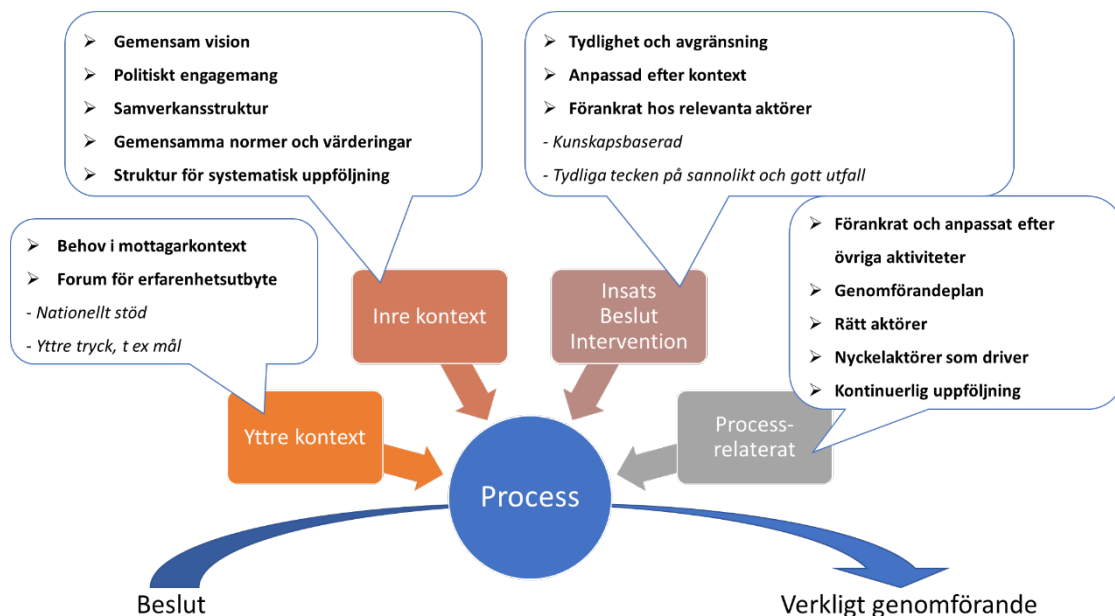 ➢ Gemensam vision
➢ Politiskt engagemang
➢ Samverkansstruktur
➢ Gemensamma normer och värderingar
➢ Struktur för systematisk uppföljning
➢ Tydlighet och avgränsning
➢ Anpassad efter kontext
➢ Förankrat hos relevanta aktörer
- Kunskapsbaserad
- Tydliga tecken på sannolikt och gott utfall
➢ Behov i mottagarkontext
➢ Forum för erfarenhetsutbyte
- Nationellt stöd
- Yttre tryck, t ex mål
➢ Förankrat och anpassat efter
övriga aktiviteter
➢ Genomförandeplan
➢ Rätt aktörer
➢ Nyckelaktörer som driver
➢ Kontinuerlig uppföljning
Yttre kontext
Inre kontext
Insats
Beslut
Intervention
Process-
relaterat
Process
Beslut
Verkligt genomförande